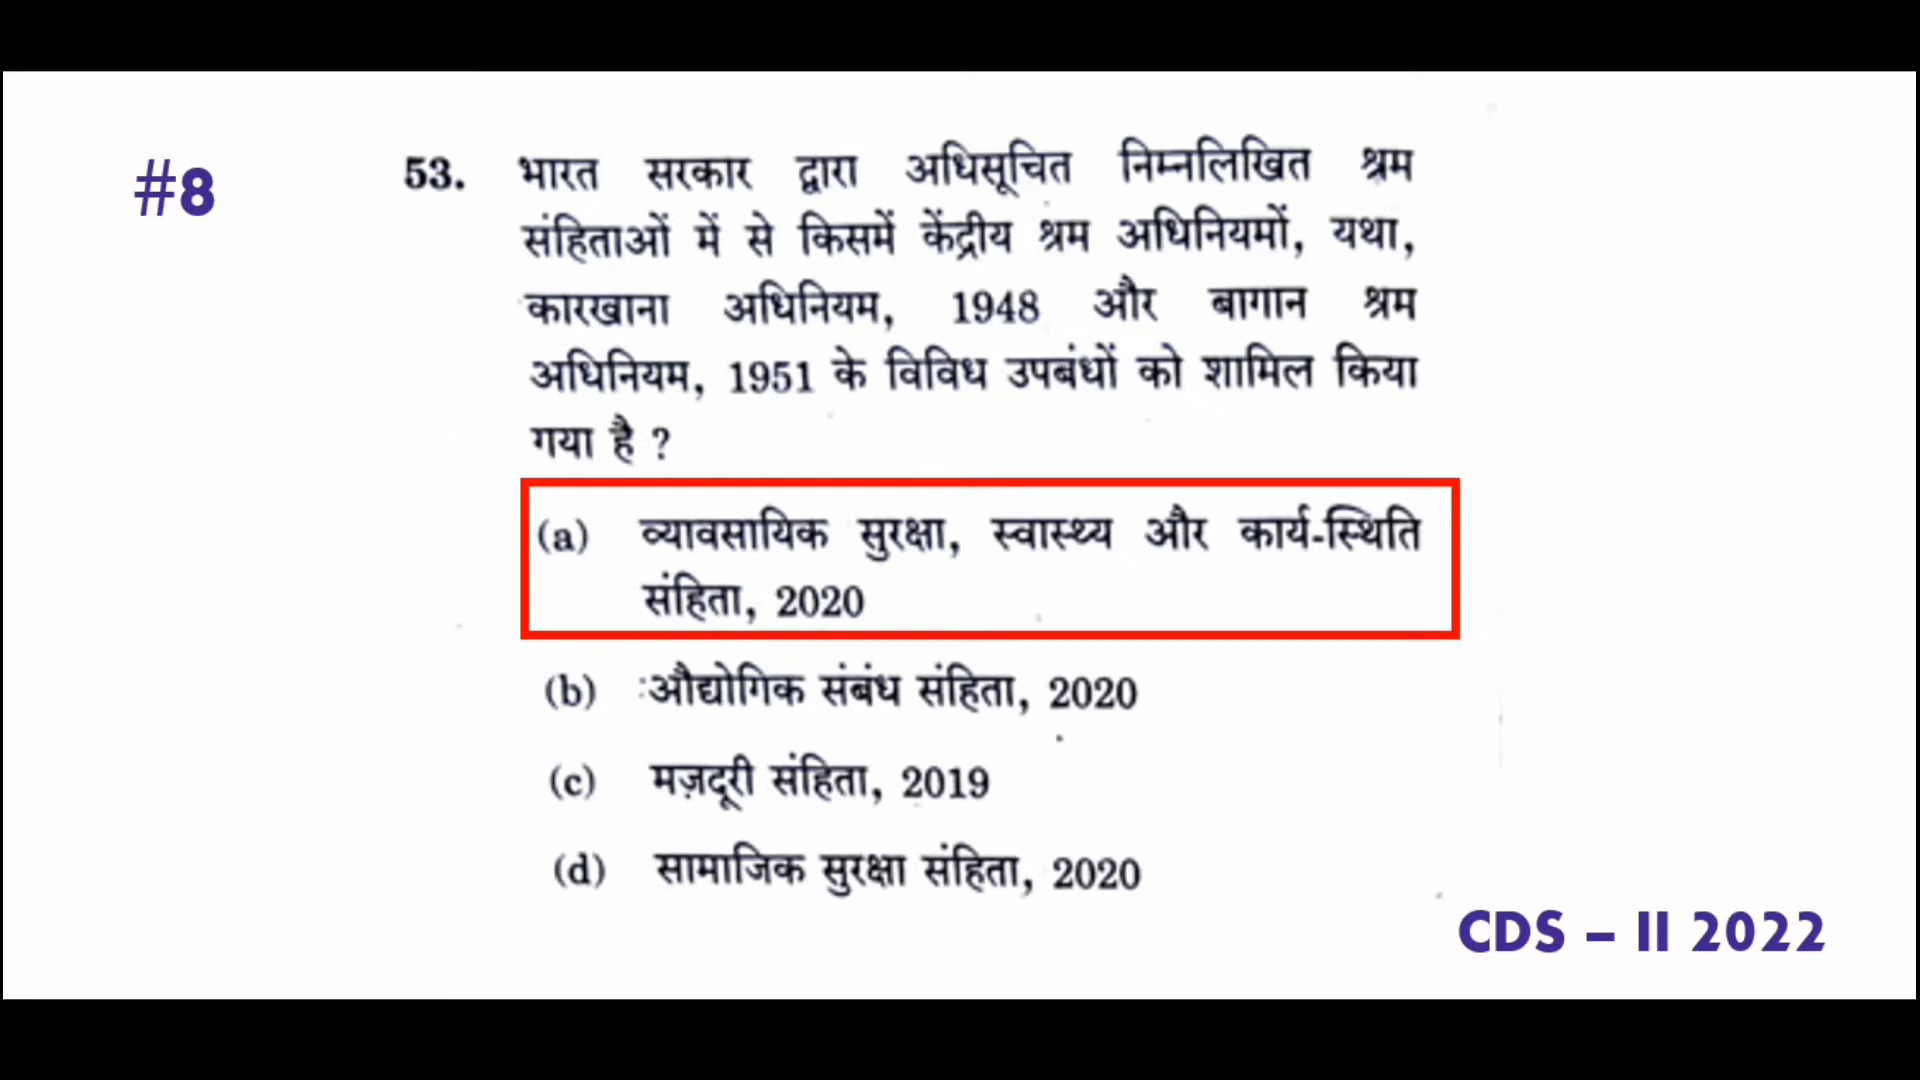 #8
53. भारत सरकार द्वारा अधिसूचित निम्नलिखित श्रम
संहिताओं में से किसमें केंद्रीय श्रम अधिनियमों, यथा,
कारखाना अधिनियम, 1948 और बागान श्रम
अधिनियम, 1951 के विविध उपबंधों को शामिल किया
गया है ?
(a) व्यावसायिक सुरक्षा, स्वास्थ्य और कार्य-स्थिति
संहिता, 2020
(b) औद्योगिक संबंध संहिता, 2020
(c) मज़दूरी संहिता, 2019
(d) सामाजिक सुरक्षा संहिता, 2020
CDS – II 2022